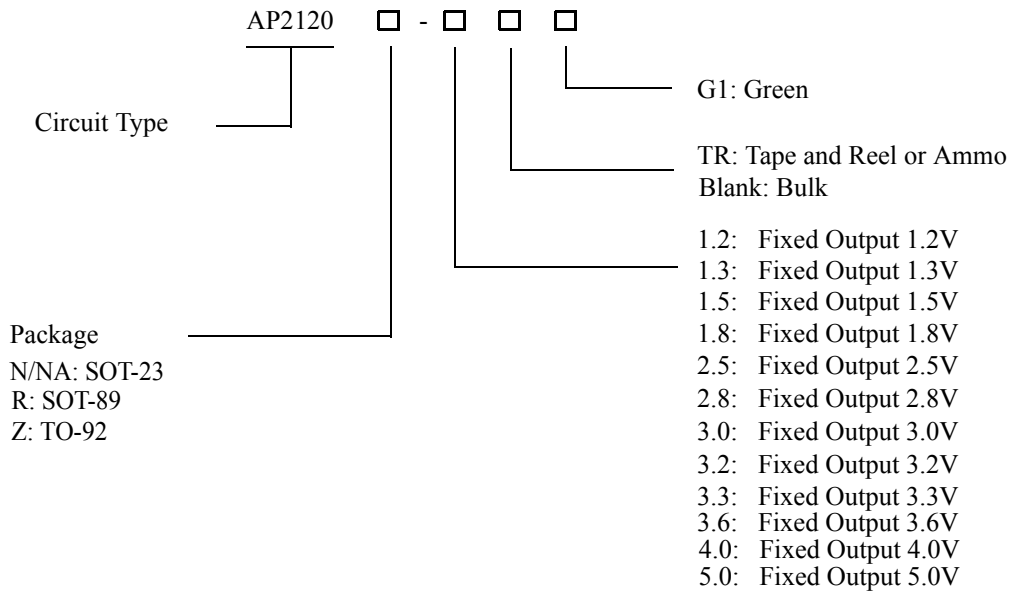 AP2120 -
G1: Green
Circuit Type
TR: Tape and Reel or Ammo
Blank: Bulk
1.2: Fixed Output 1.2V
1.3: Fixed Output 1.3V
1.5: Fixed Output 1.5V
1.8: Fixed Output 1.8V
2.5: Fixed Output 2.5V
2.8: Fixed Output 2.8V
3.0: Fixed Output 3.0V
3.2: Fixed Output 3.2V
3.3: Fixed Output 3.3V
3.6: Fixed Output 3.6V
4.0: Fixed Output 4.0V
5.0: Fixed Output 5.0V
Package
N/NA: SOT-23
R: SOT-89
Z: TO-92